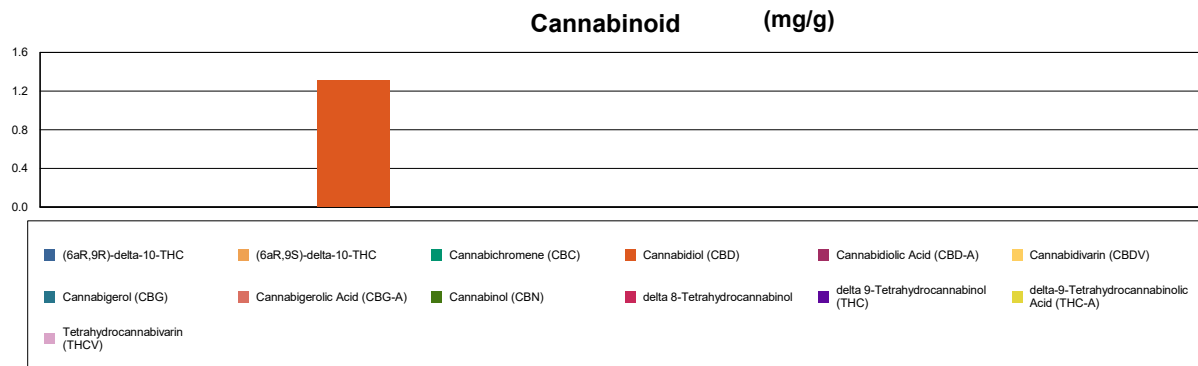 Cannabinoid (mg/g)
1.6
1.2
0.8
0.4
0.0
(6aR,9R)-delta-10-THC
(6aR,9S)-delta-10-THC
Cannabichromene (CBC)
Cannabidiol (CBD)
Cannabidiolic Acid (CBD-A)
Cannabidivarin (CBDV)
Cannabigerol (CBG)
Cannabigerolic Acid (CBG-A)
Cannabinol (CBN)
delta 8-Tetrahydrocannabinol
delta 9-Tetrahydrocannabinol
(THC)
delta-9-Tetrahydrocannabinolic
Acid (THC-A)
Tetrahydrocannabivarin
(THCV)